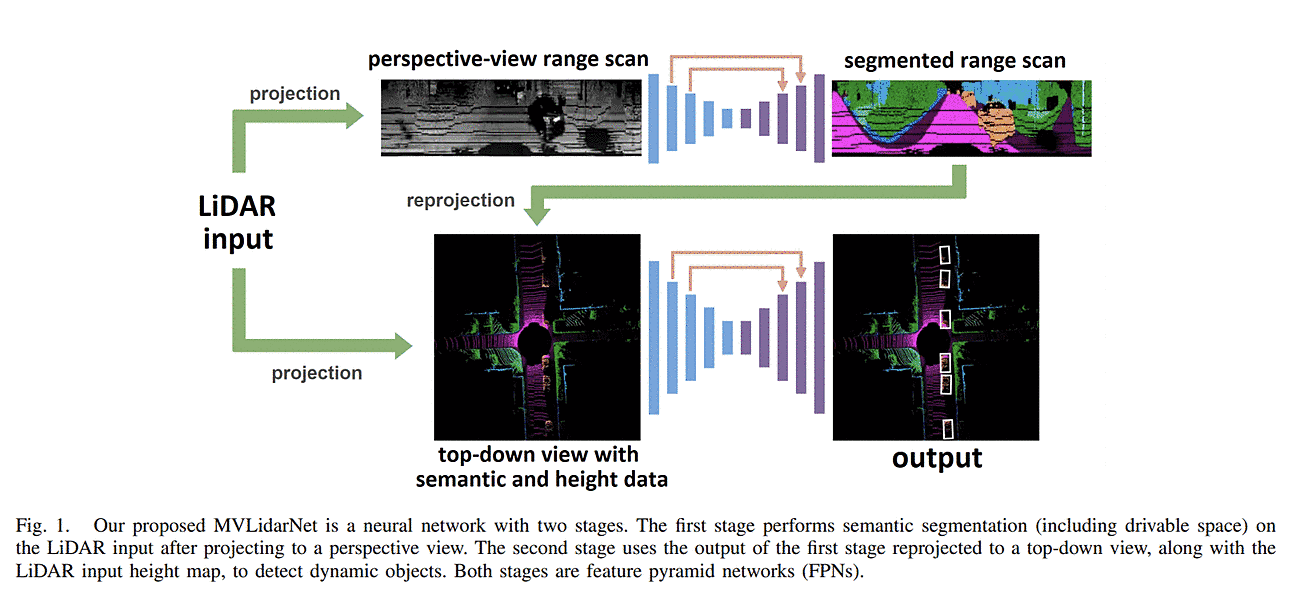 perspective-view range scan
segmented range scan
projection
LiDAR
input
reprojection
projection
top-down view with
semantic and height data
output
Fig. 1. Our proposed MVLidarNet is a neural network with two stages. The first stage performs semantic segmentation (including drivable space) on
the LiDAR input after projecting to a perspective view. The second stage uses the output of the first stage reprojected to a top-down view, along with the
LiDAR input height map, to detect dynamic objects. Both stages are feature pyramid networks (FPNs).